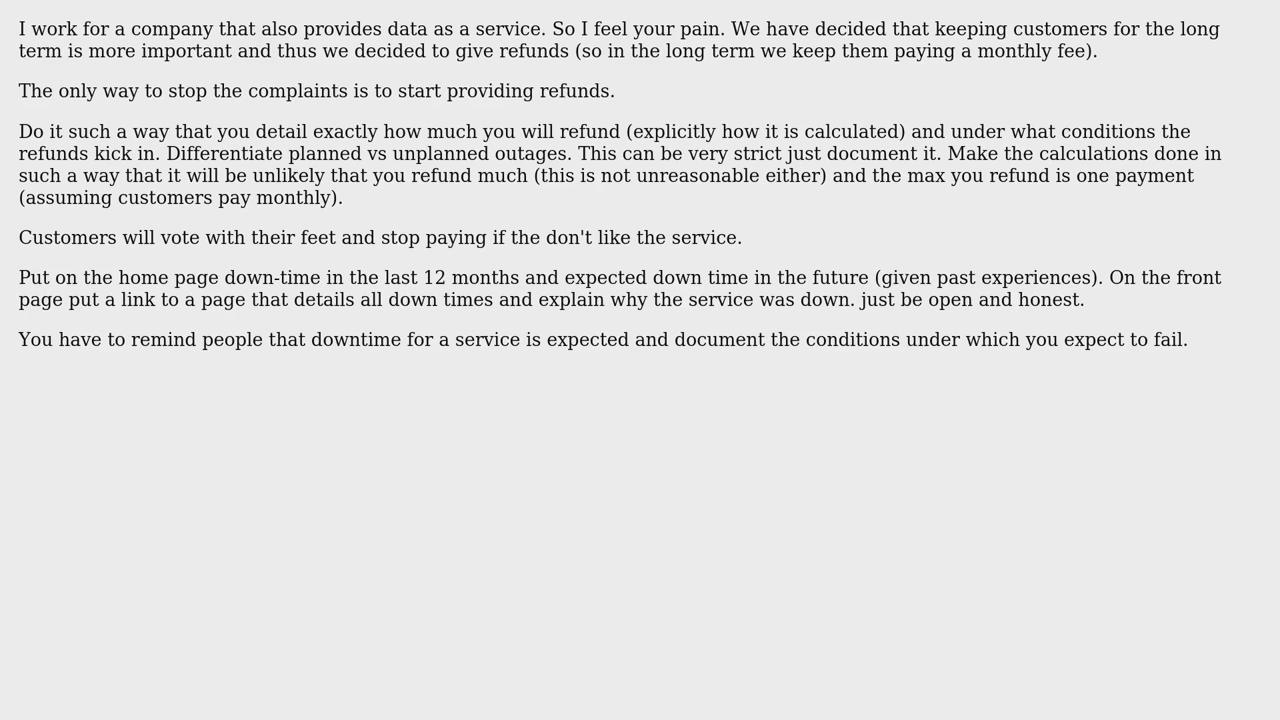 I work for a company that also provides data as a service. So I feel your pain. We have decided that keeping customers for the long
term is more important and thus we decided to give refunds (so in the long term we keep them paying a monthly fee).
The only way to stop the complaints is to start providing refunds.
Do it such a way that you detail exactly how much you will refund (explicitly how it is calculated) and under what conditions the
refunds kick in. Differentiate planned vs unplanned outages. This can be very strict just document it. Make the calculations done in
such a way that it will be unlikely that you refund much (this is not unreasonable either) and the max you refund is one payment
(assuming customers pay monthly).
Customers will vote with their feet and stop paying if the don't like the service.
Put on the home page down-time in the last 12 months and expected down time in the future (given past experiences). On the front
page put a link to a page that details all down times and explain why the service was down. just be open and honest.
You have to remind people that downtime for a service is expected and document the conditions under which you expect to fail.